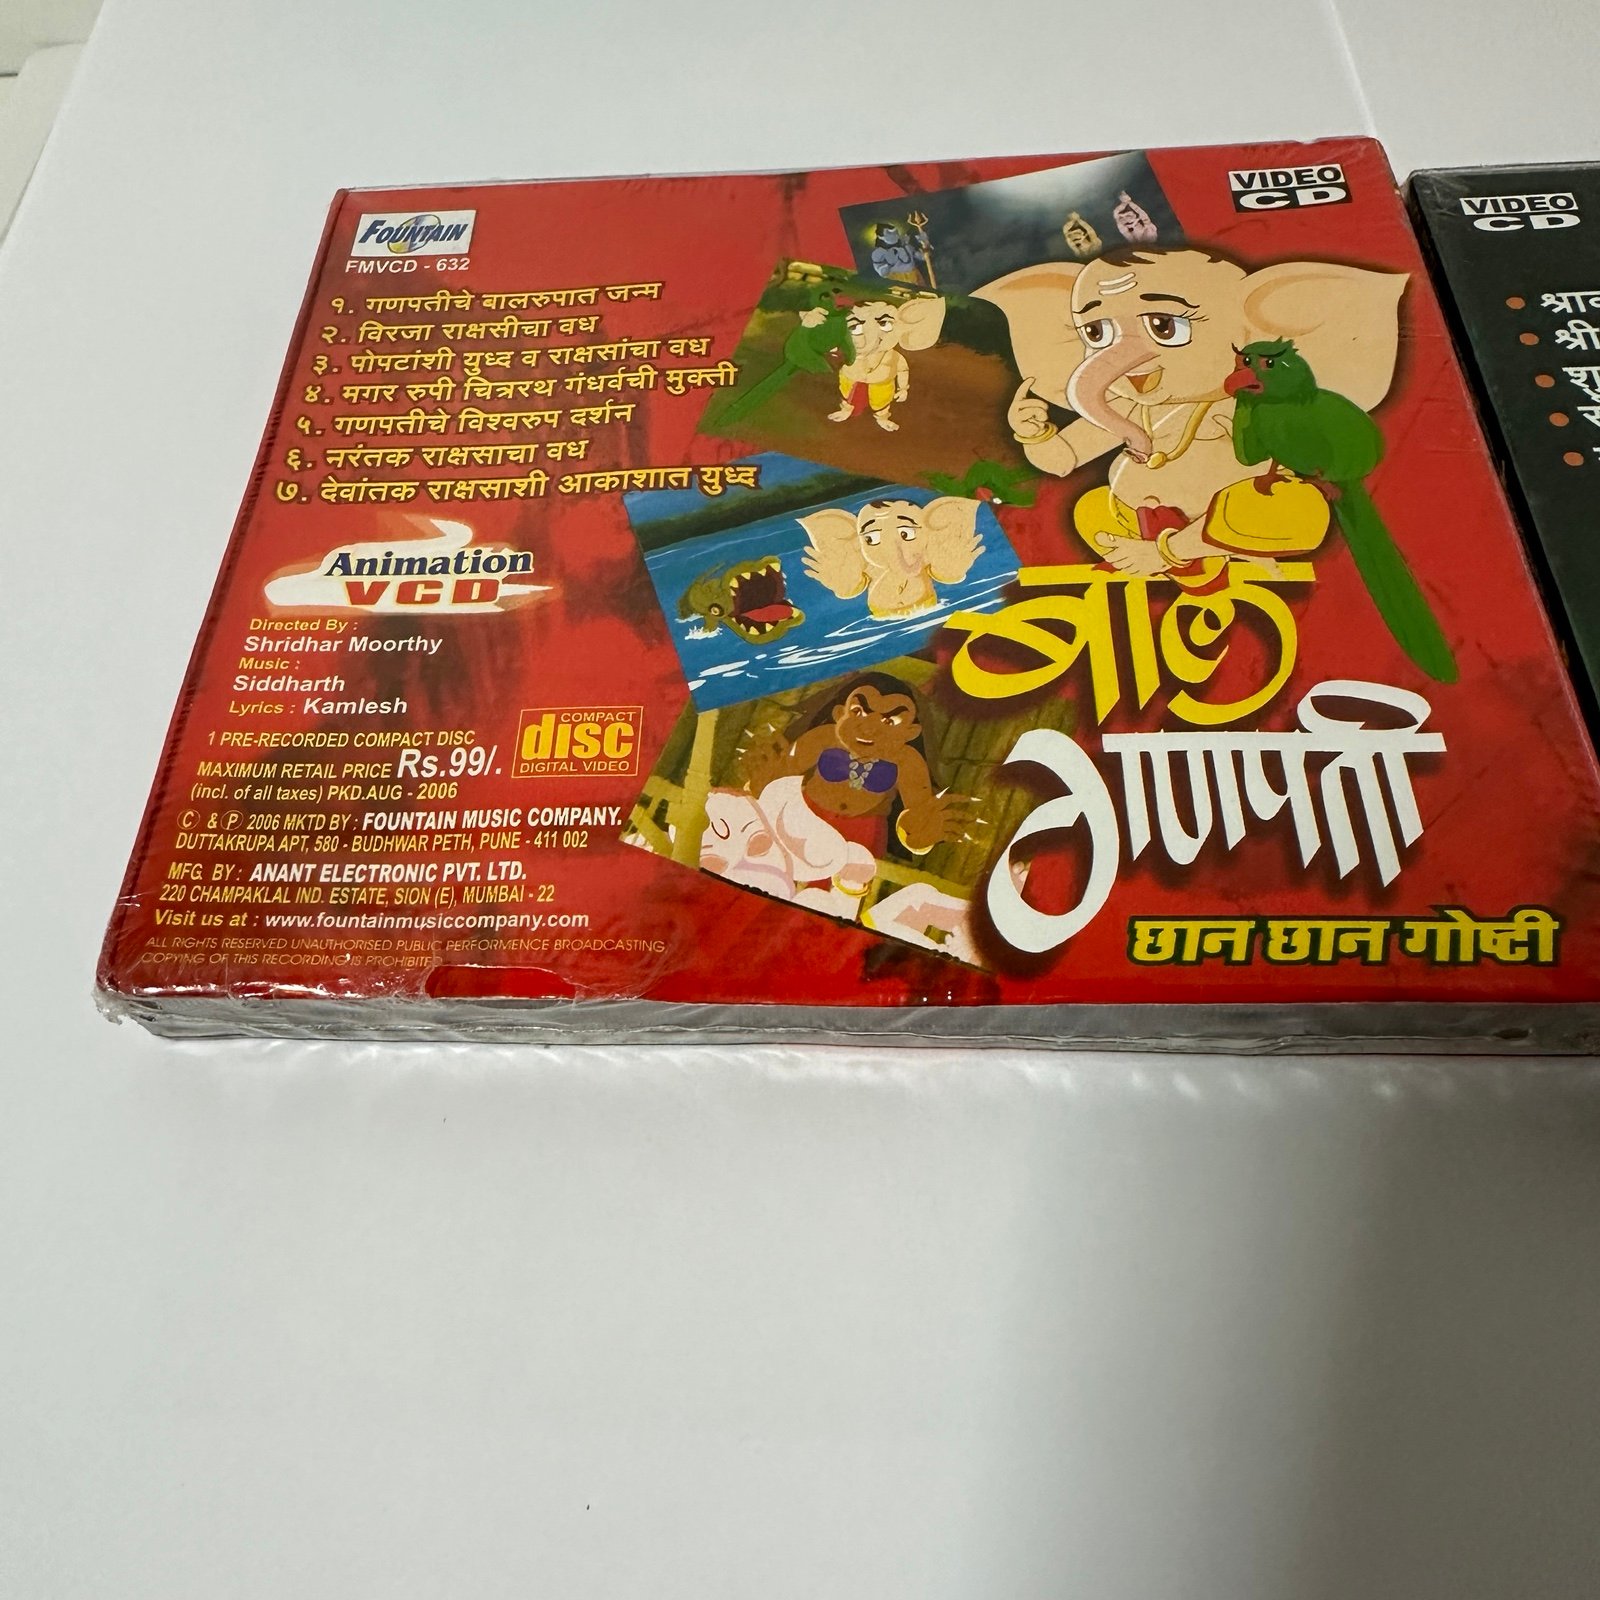 FOUNTAIN
FMVCD - 632
१. गणपतीचे बालरुपात जन्म
२. विरजा राक्षसीचा वध
३. पोपटांशी युध्द व राक्षसांचा वध
४. मगर रुपी चित्ररथ गंधर्वची मुक्ती
५. गणपतीचे विश्वरुप दर्शन
६. नरंतक राक्षसाचा वध
७. देवांतक राक्षसाशी आकाशात युध्द
Animation
VCD
Directed By :
Shridhar Moorthy
Music :
Siddharth
Lyrics : Kamlesh
1 PRE-RECORDED COMPACT DISC
MAXIMUM RETAIL PRICE Rs.99/.
(incl. of all taxes) PKD.AUG - 2006
COMPACT
disc
DIGITAL VIDEO
© & ℗ 2006 MKTD BY : FOUNTAIN MUSIC COMPANY.
DUTTAKRUPA APT, 580 - BUDHWAR PETH, PUNE - 411 002
MFG. BY : ANANT ELECTRONIC PVT. LTD.
220 CHAMPAKLAL IND. ESTATE, SION (E), MUMBAI - 22
Visit us at : www.fountainmusiccompany.com
ALL RIGHTS RESERVED UNAUTHORISED PUBLIC PERFORMENCE BROADCASTING
COPYING OF THIS RECORDING IS PROHIBITED
VIDEO
CD
बाल
गणपती
छान छान गोष्टी
VIDEO
CD
श्री